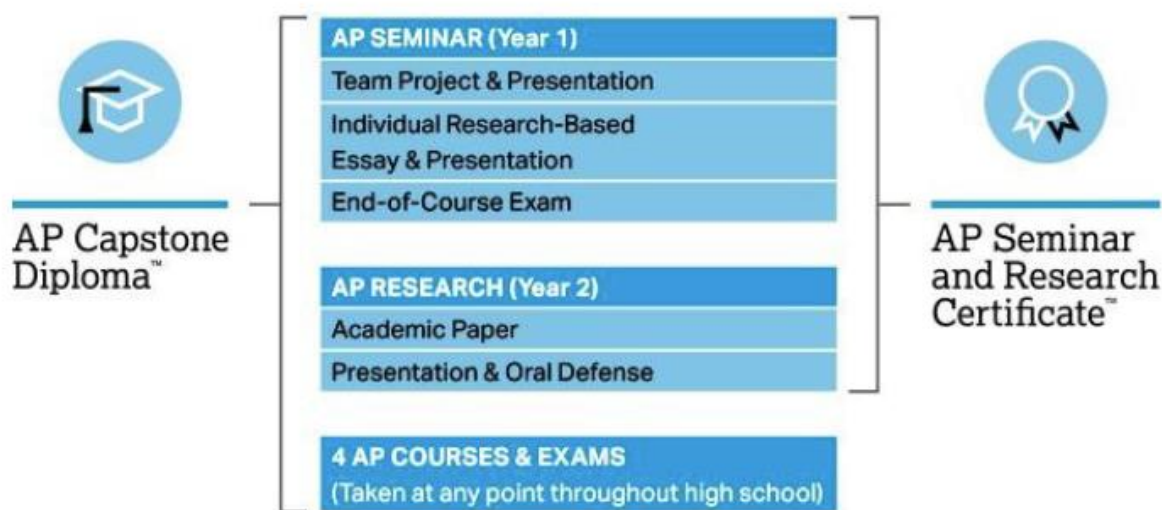 AP Capstone
Diploma™
AP SEMINAR (Year 1)
Team Project & Presentation
Individual Research-Based
Essay & Presentation
End-of-Course Exam
AP RESEARCH (Year 2)
Academic Paper
Presentation & Oral Defense
4 AP COURSES & EXAMS
(Taken at any point throughout high school)
AP Seminar
and Research
Certificate™